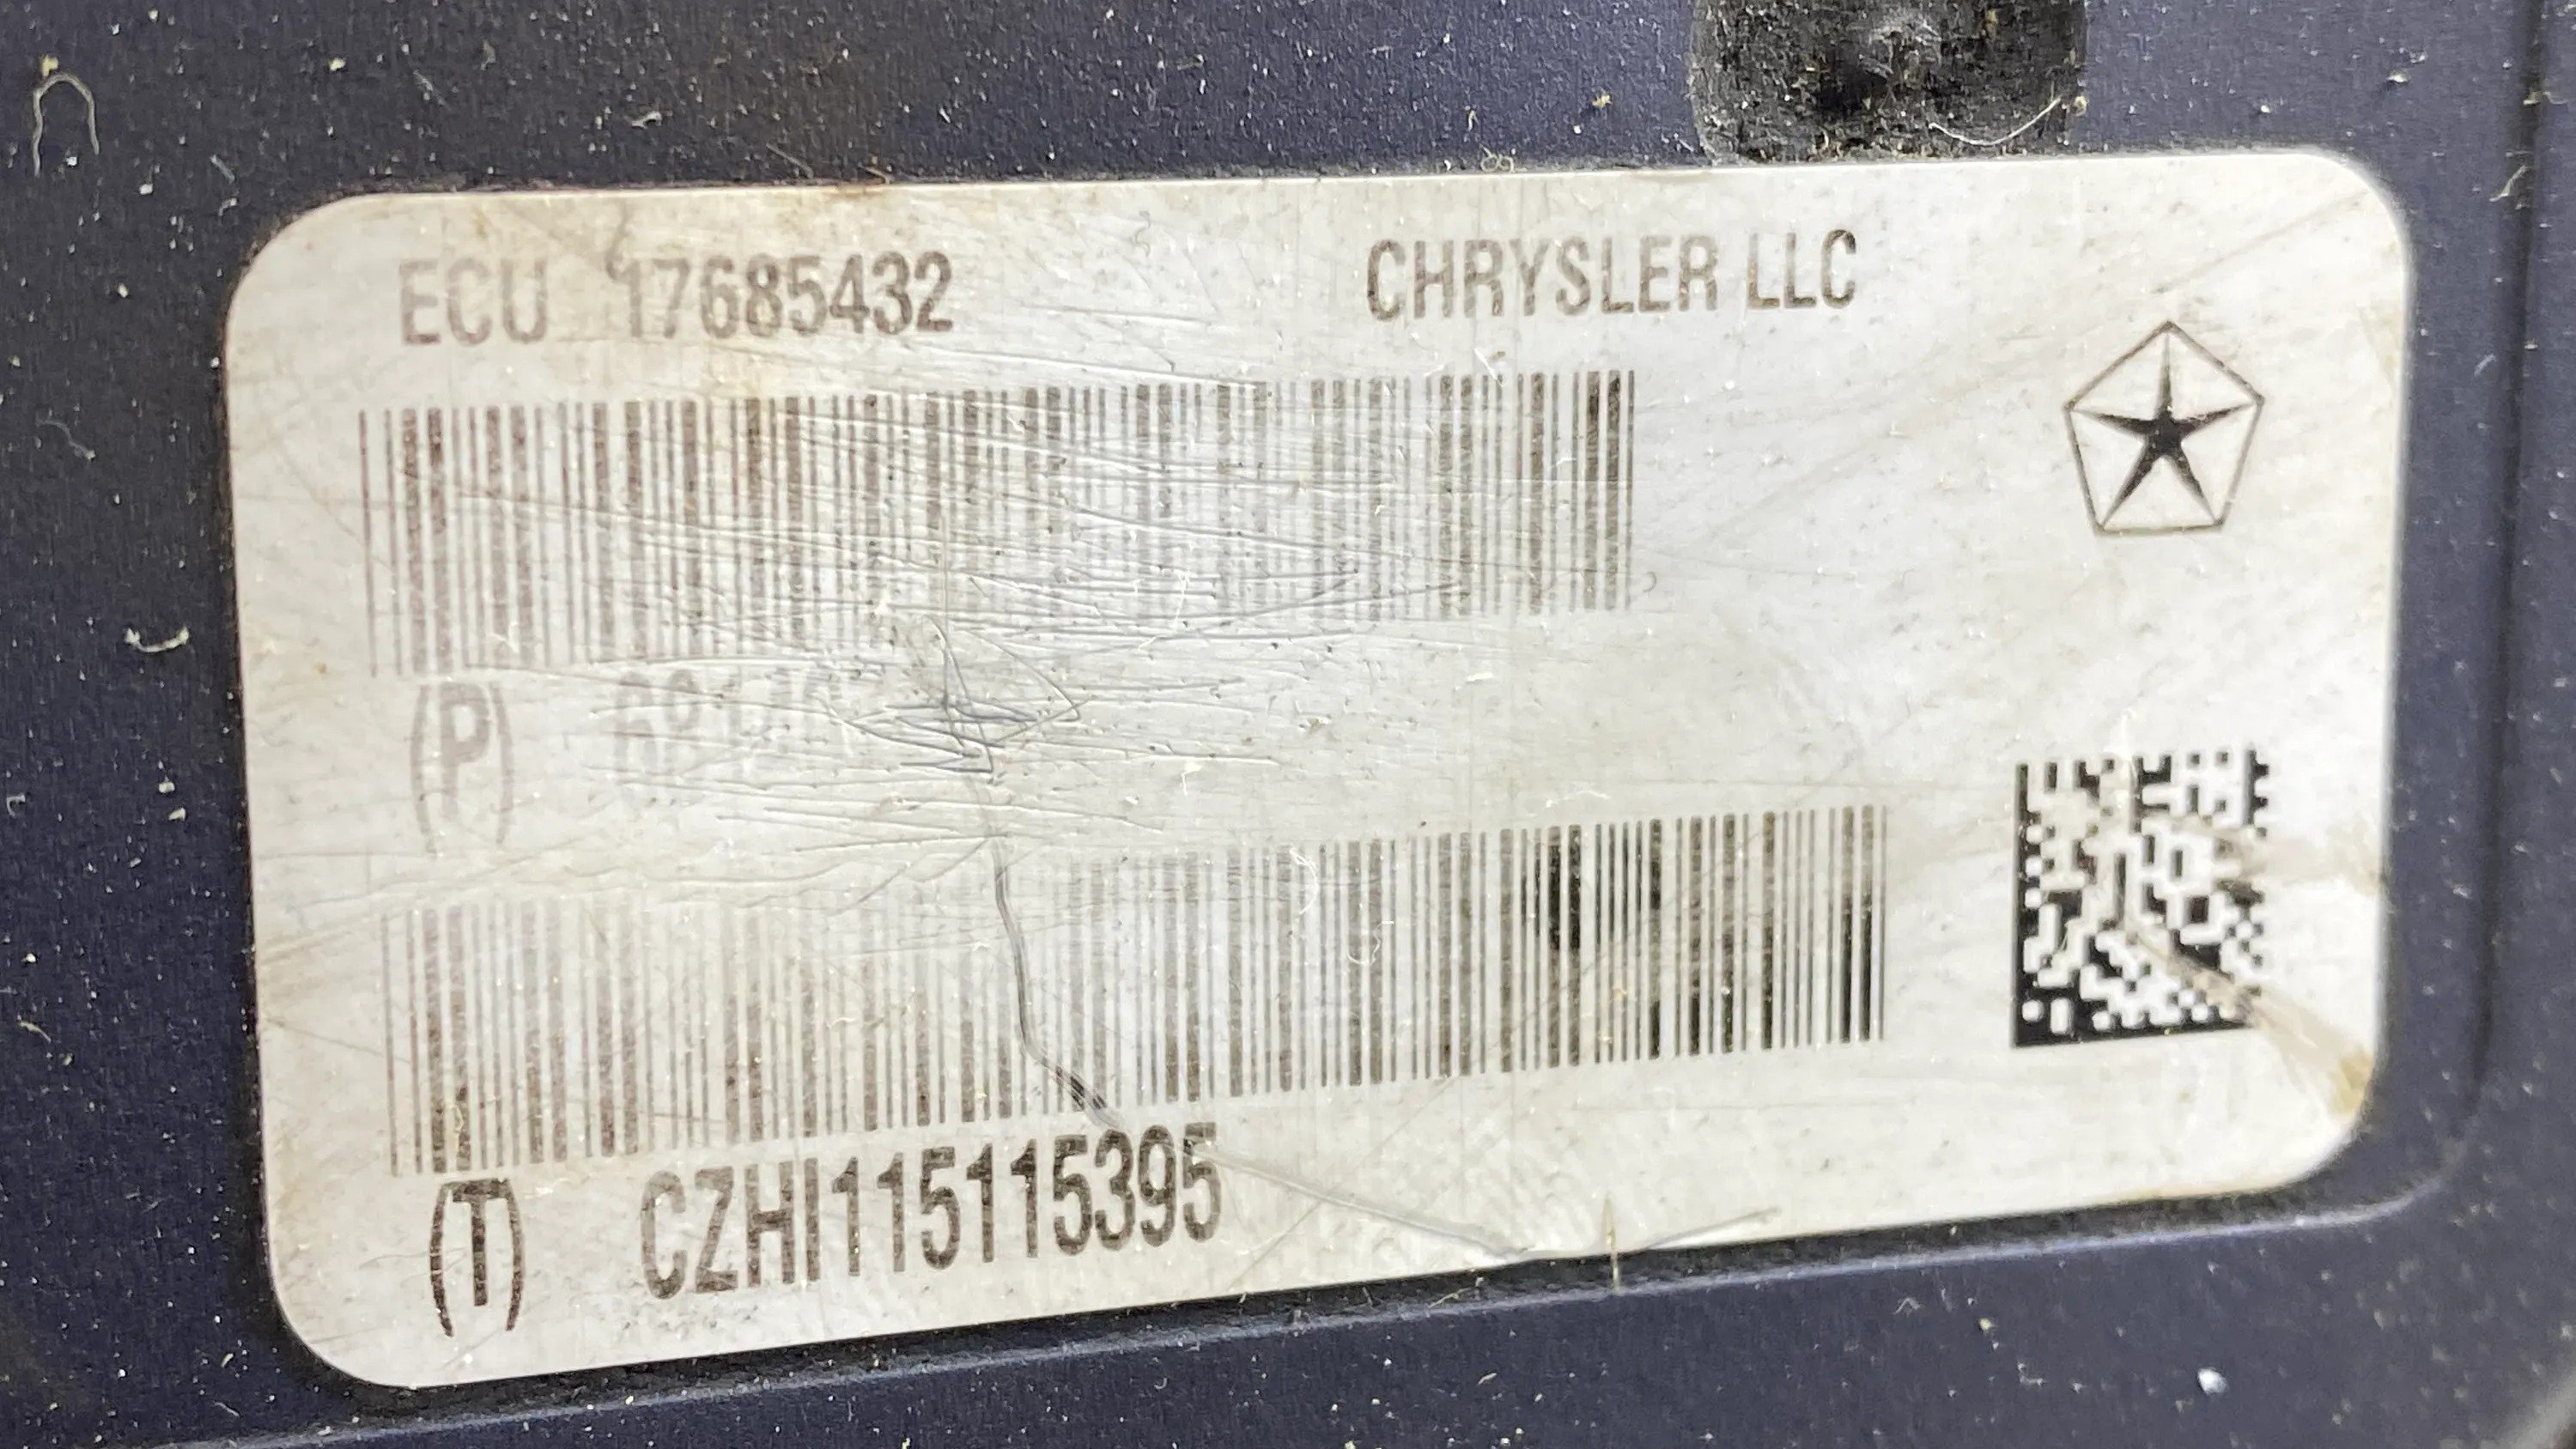 ECU 17685432
CHRYSLER LLC
(P)
(T) CZHI115115395